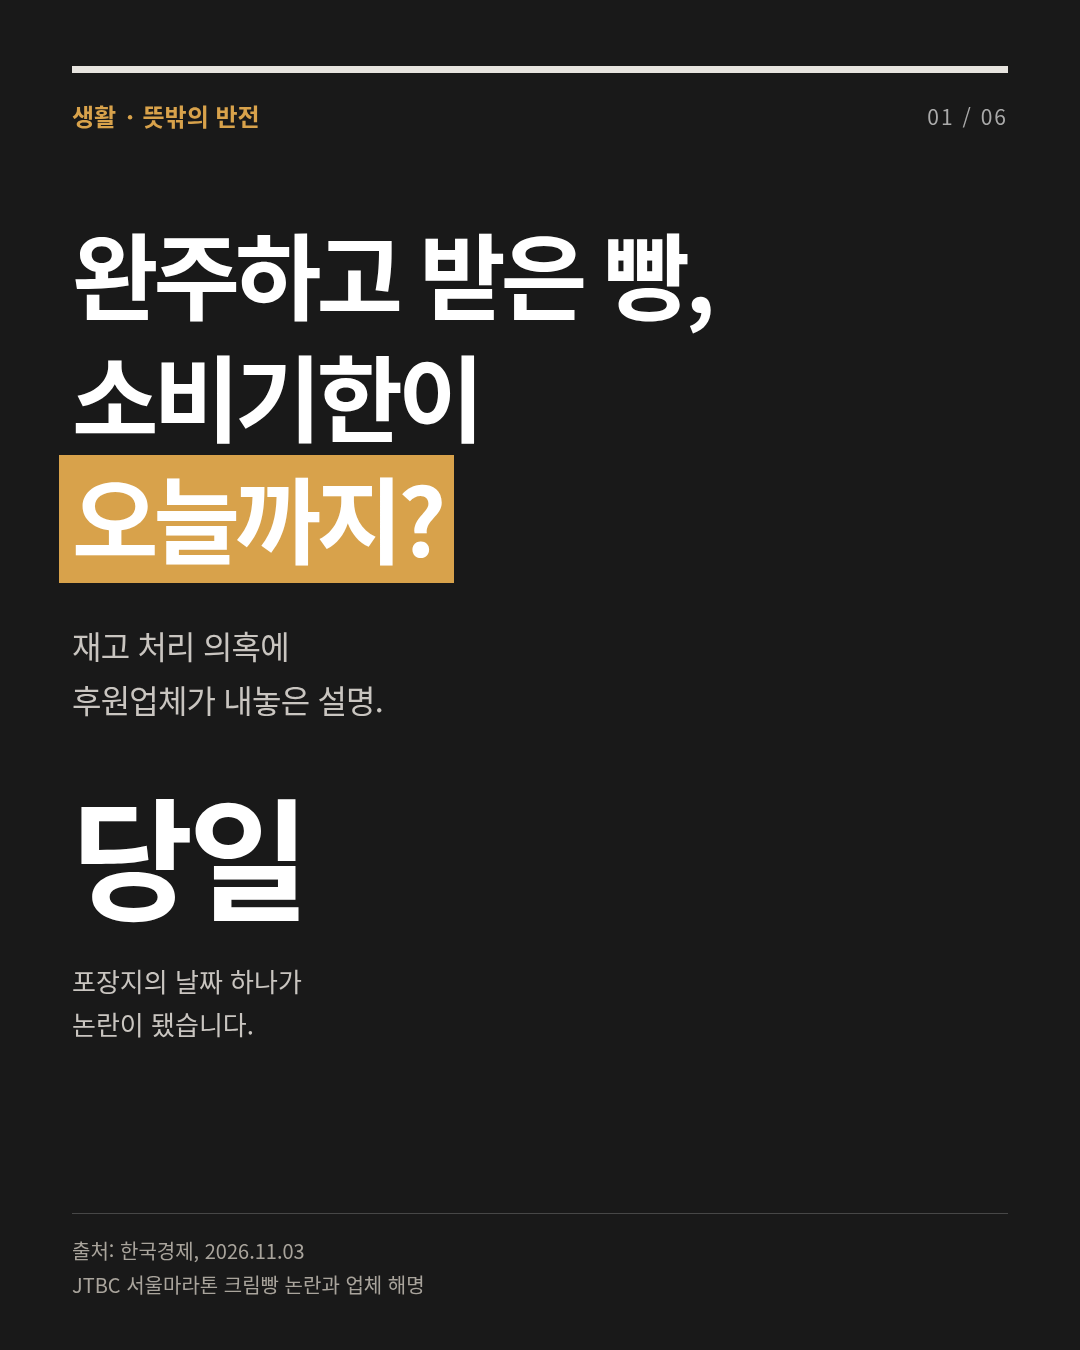 생활 · 뜻밖의 반전
01 / 06
완주하고 받은 빵,
소비기한이
오늘까지?
재고 처리 의혹에
후원업체가 내놓은 설명.
당일
포장지의 날짜 하나가
논란이 됐습니다.
출처: 한국경제, 2026.11.03
JTBC 서울마라톤 크림빵 논란과 업체 해명